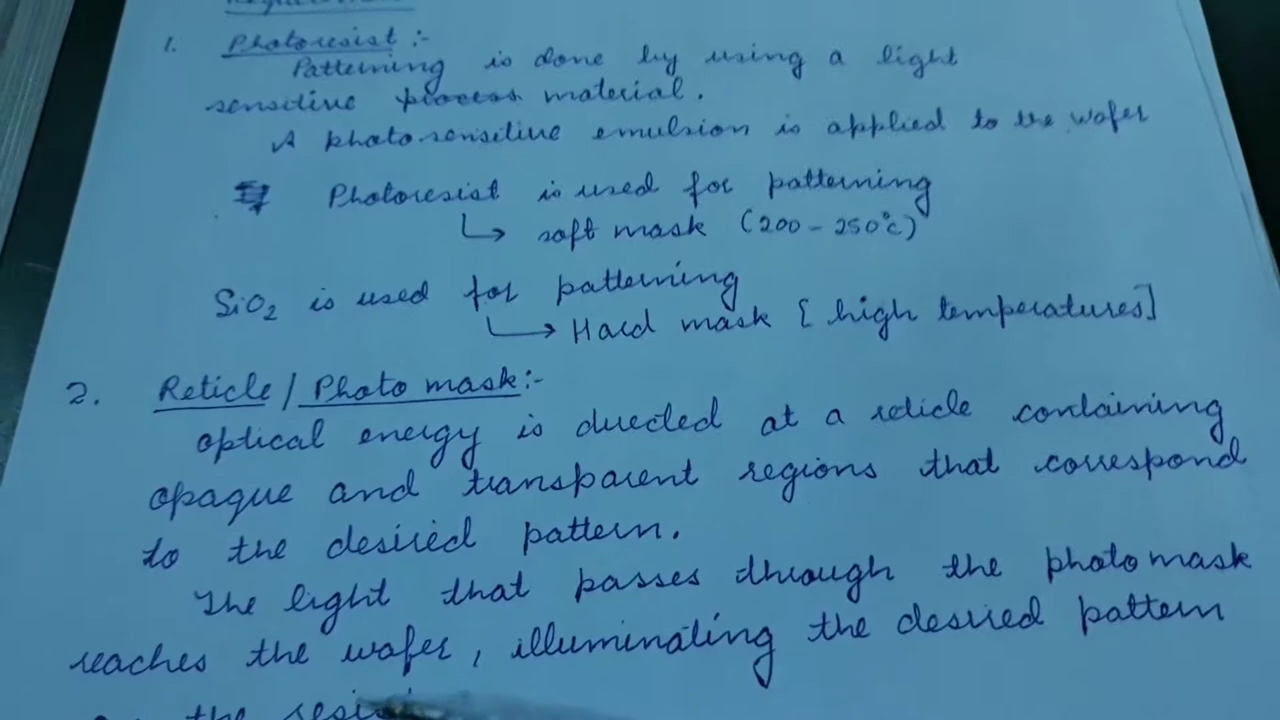 1. Photoresist :-
Patterning is done by using a light
sensitive process material.
A photosensitive emulsion is applied to the wafer
Photoresist is used for patterning
↳ soft mask (200 - 250°c)
SiO2 is used for patterning
↳ Hard mask [high temperatures]
2. Reticle / Photo mask:-
optical energy is directed at a reticle containing
opaque and transparent regions that correspond
to the desired pattern.
The light that passes through the photomask
reaches the wafer, illuminating the desired pattern
the